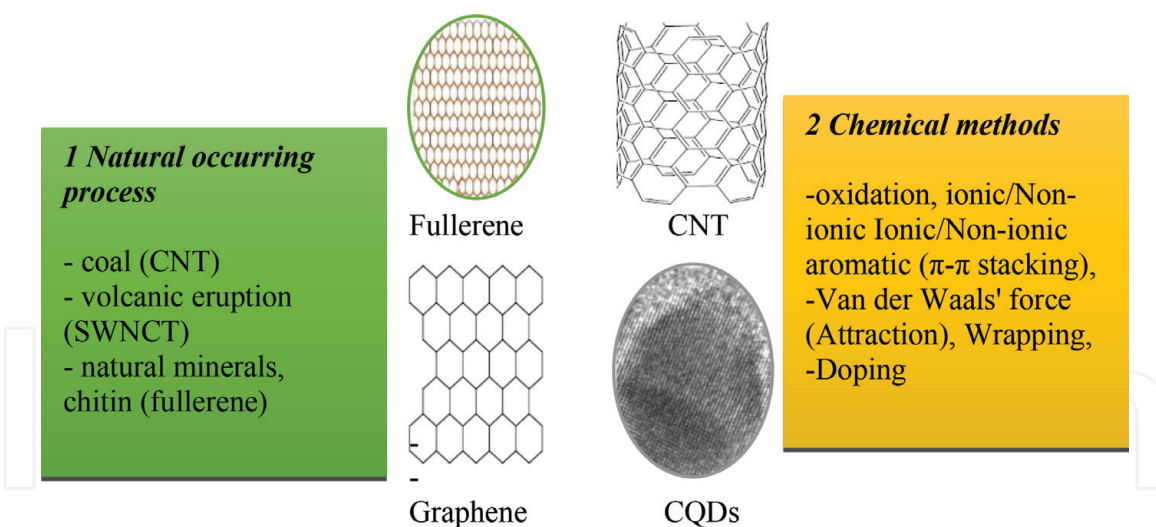 1 Natural occurring
process
- coal (CNT)
- volcanic eruption
(SWNCT)
- natural minerals,
chitin (fullerene)
Fullerene
CNT
-
-
Graphene
CQDs
2 Chemical methods
-oxidation, ionic/Non-
ionic Ionic/Non-ionic
aromatic (π-π stacking),
-Van der Waals' force
(Attraction), Wrapping,
-Doping